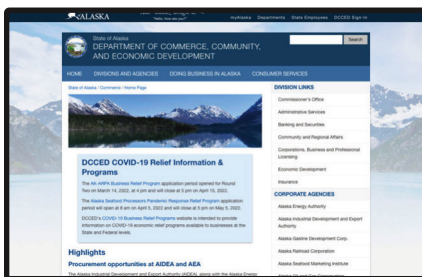 ALASKA
"Hello, How are you?"
myAlaska Departments State Employees DCCED Sign-in
State of Alaska
DEPARTMENT OF COMMERCE, COMMUNITY,
AND ECONOMIC DEVELOPMENT
Search
HOME DIVISIONS AND AGENCIES DOING BUSINESS IN ALASKA CONSUMER SERVICES
State of Alaska / Commerce / Home Page
DCCED COVID-19 Relief Information &
Programs
The AK-ARPA Business Relief Program application period opened for Round
Two on March 14, 2022, at 4 pm and will close at 5 pm on April 15, 2022.
The Alaska Seafood Processors Pandemic Response Relief Program application
period will open at 8 am on April 5, 2022 and will close at 5 pm on May 5, 2022.
DCCED's COVID-19 Business Relief Programs website is intended to provide
information on COVID-19 economic relief programs available to businesses at the
State and Federal levels.
Highlights
Procurement opportunities at AIDEA and AEA
The Alaska Industrial Development and Export Authority (AIDEA), along with the Alaska Energy
DIVISION LINKS
Commissioner's Office
Administrative Services
Banking and Securities
Community and Regional Affairs
Corporations, Business and Professional
Licensing
Economic Development
Insurance
CORPORATE AGENCIES
Alaska Energy Authority
Alaska Industrial Development and Export
Authority
Alaska Gasline Development Corp.
Alaska Railroad Corporation
Alaska Seafood Marketing Institute